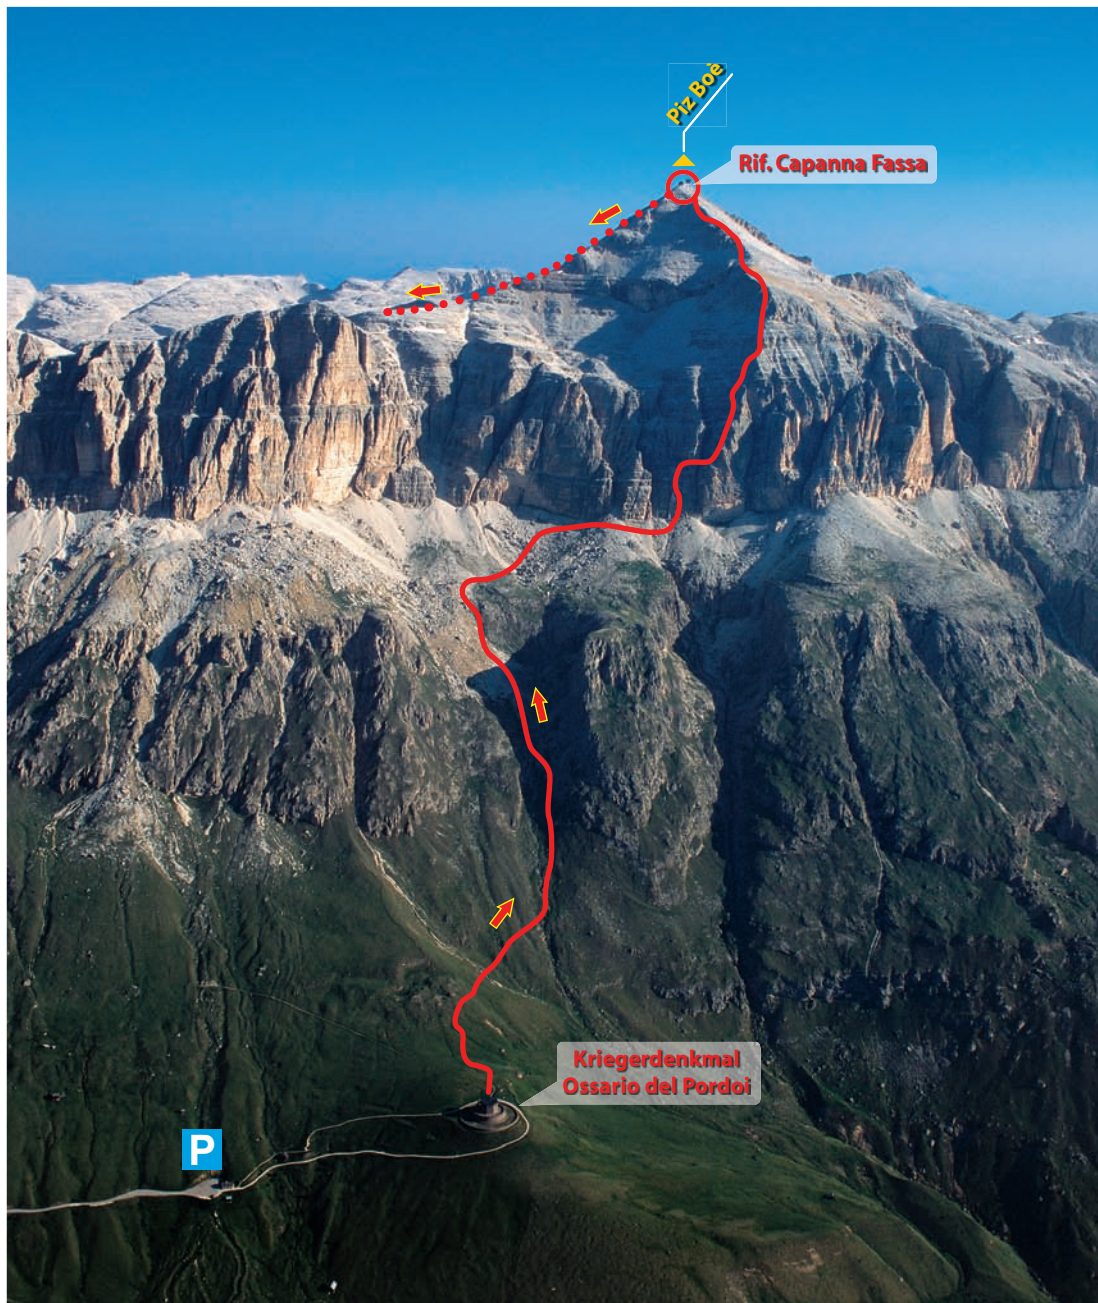 Piz Boè
Rif. Capanna Fassa
Kriegerdenkmal
Ossario del Pordoi
P